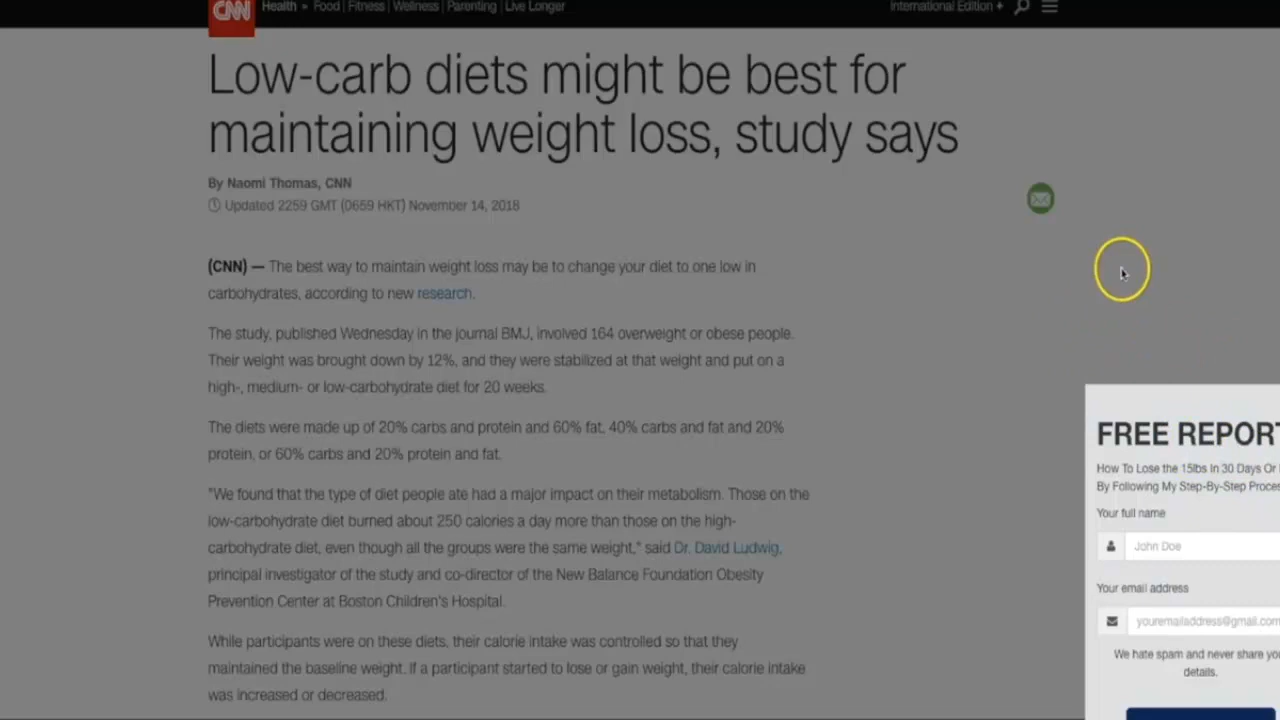 CNN
Health » Food | Fitness | Wellness | Parenting | Live Longer
International Edition +
Low-carb diets might be best for
maintaining weight loss, study says
By Naomi Thomas, CNN
Updated 2259 GMT (0659 HKT) November 14, 2018
(CNN) — The best way to maintain weight loss may be to change your diet to one low in
carbohydrates, according to new research.
The study, published Wednesday in the journal BMJ, involved 164 overweight or obese people.
Their weight was brought down by 12%, and they were stabilized at that weight and put on a
high-, medium- or low-carbohydrate diet for 20 weeks.
The diets were made up of 20% carbs and protein and 60% fat, 40% carbs and fat and 20%
protein, or 60% carbs and 20% protein and fat.
"We found that the type of diet people ate had a major impact on their metabolism. Those on the
low-carbohydrate diet burned about 250 calories a day more than those on the high-
carbohydrate diet, even though all the groups were the same weight," said Dr. David Ludwig,
principal investigator of the study and co-director of the New Balance Foundation Obesity
Prevention Center at Boston Children's Hospital.
While participants were on these diets, their calorie intake was controlled so that they
maintained the baseline weight. If a participant started to lose or gain weight, their calorie intake
was increased or decreased.
FREE REPORT
How To Lose the 15lbs In 30 Days Or
By Following My Step-By-Step
Your full name
John Doe
Your email address
youremailaddress@gmail.com
We hate spam and never share
details.